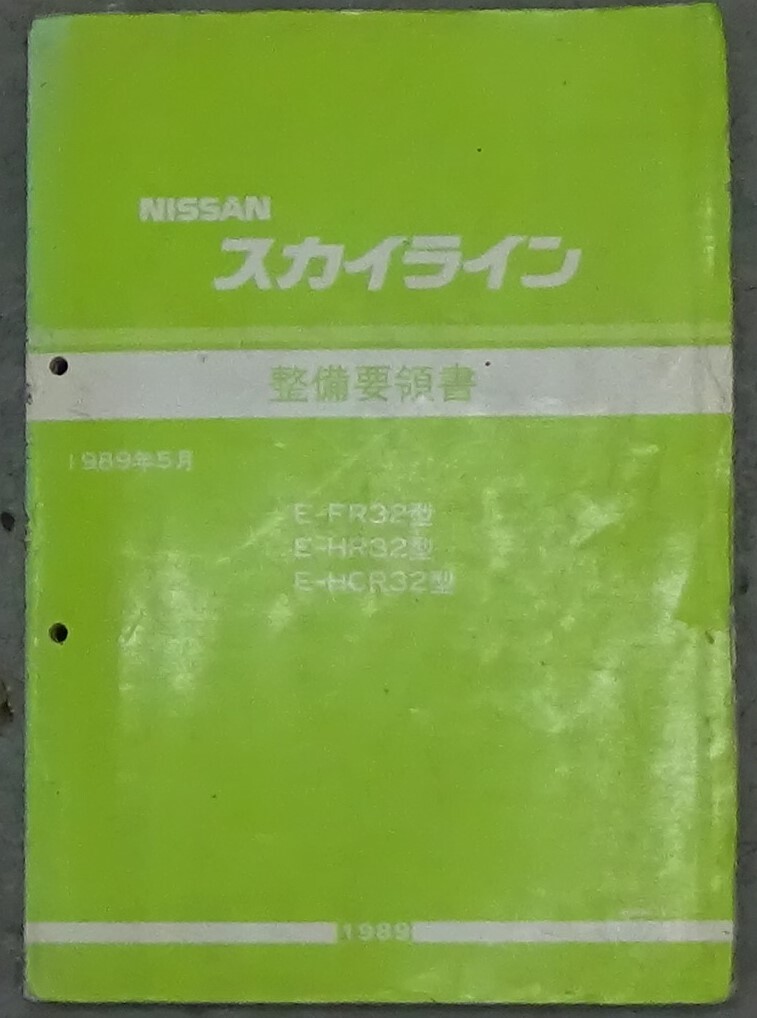 NISSAN
スカイライン
整備要領書
1989年5月
E-FR32型
E-HR32型
E-HCR32型
1989